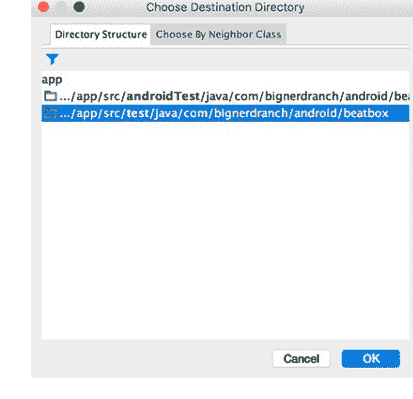 Choose Destination Directory
Directory Structure Choose By Neighbor Class
app
.../app/src/androidTest/java/com/bignerdranch/android/bea
.../app/src/test/java/com/bignerdranch/android/beatbox
Cancel OK